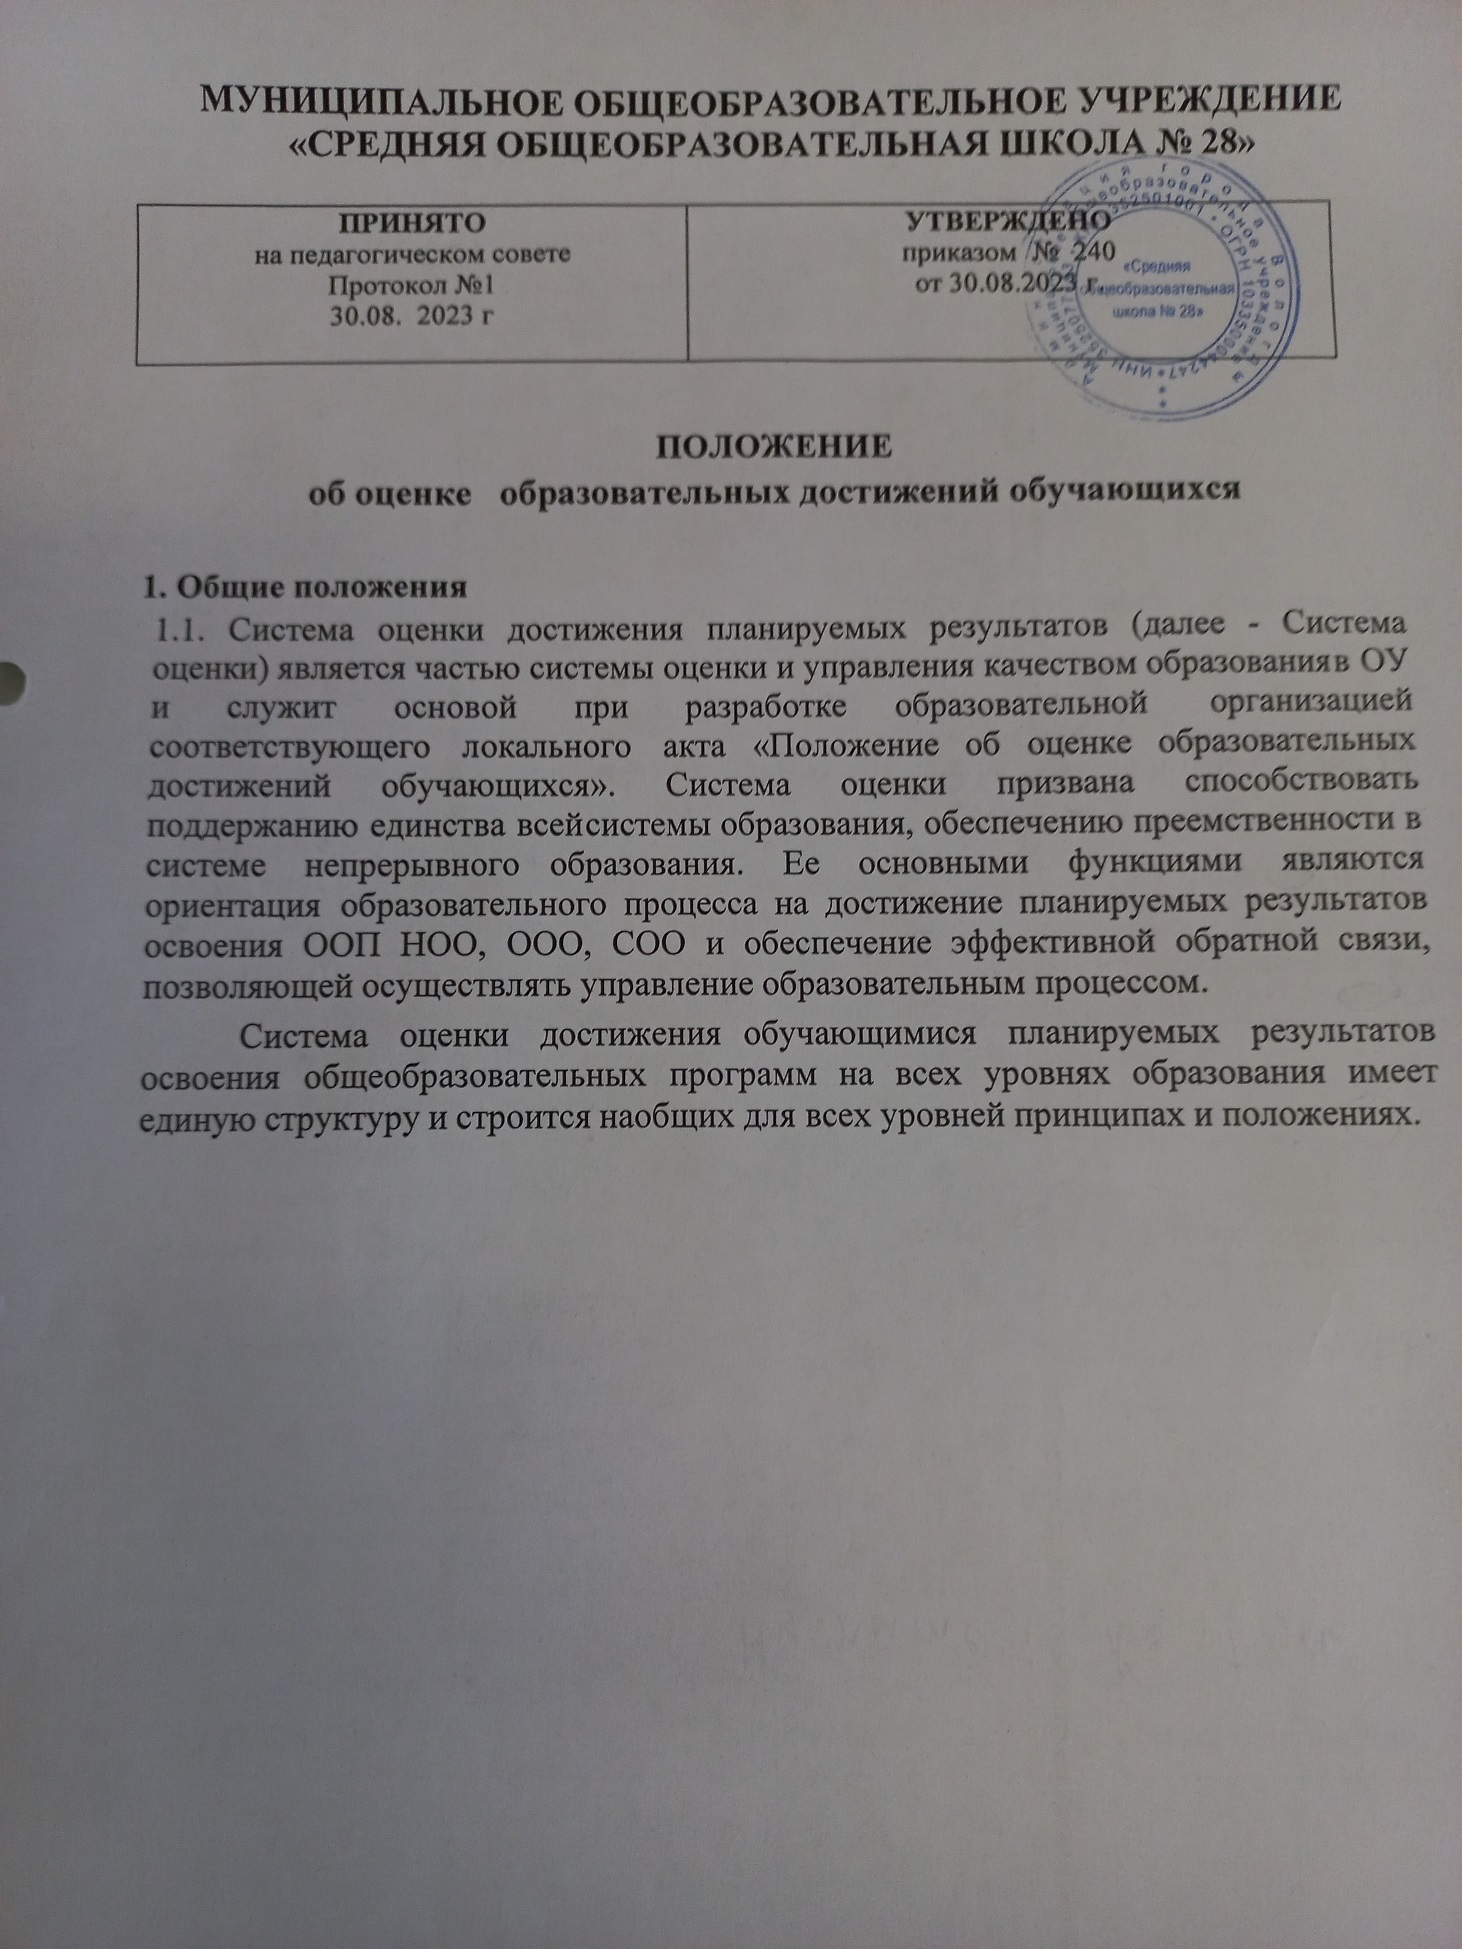 МУНИЦИПАЛЬНОЕ ОБЩЕОБРАЗОВАТЕЛЬНОЕ УЧРЕЖДЕНИЕ
«СРЕДНЯЯ ОБЩЕОБРАЗОВАТЕЛЬНАЯ ШКОЛА № 28»
ПРИНЯТО
на педагогическом совете
Протокол №1
30.08. 2023 г
УТВЕРЖДЕНО
приказом № 240
от 30.08.2023 г.
«Средняя
общеобразовательная
школа № 28»
ПОЛОЖЕНИЕ
об оценке образовательных достижений обучающихся
1. Общие положения
1.1. Система оценки достижения планируемых результатов (далее - Система
оценки) является частью системы оценки и управления качеством образованияв ОУ
и служит основой при разработке образовательной организацией
соответствующего локального акта «Положение об оценке образовательных
достижений обучающихся». Система оценки призвана способствовать
поддержанию единства всейсистемы образования, обеспечению преемственности в
системе непрерывного образования. Ее основными функциями являются
ориентация образовательного процесса на достижение планируемых результатов
освоения ООП НОО, ООО, СОО и обеспечение эффективной обратной связи,
позволяющей осуществлять управление образовательным процессом.
Система оценки достижения обучающимися планируемых результатов
освоения общеобразовательных программ на всех уровнях образования имеет
единую структуру и строится наобщих для всех уровней принципах и положениях.